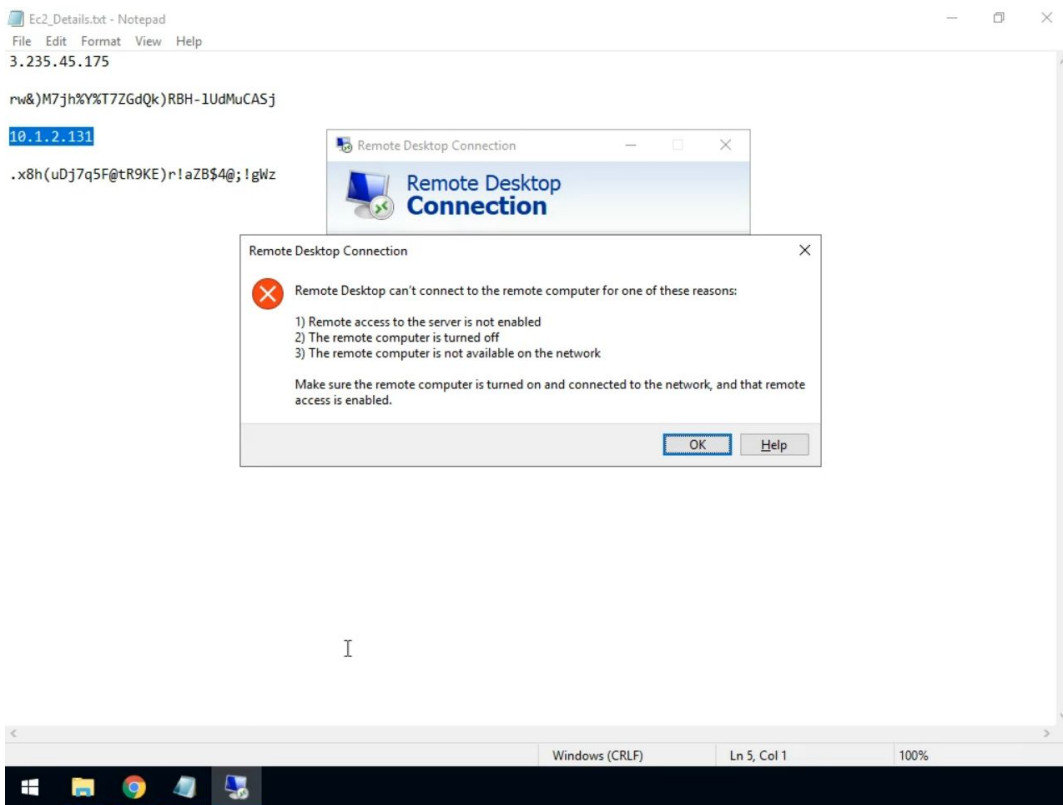 Ec2_Details.txt - Notepad
File Edit Format View Help
3.235.45.175
rw&)M7jh%Y%T7ZGdQk)RBH-lUdMuCASj
10.1.2.131
.x8h(uDj7q5F@tR9KE)r!aZB$4@;!gWz
Remote Desktop Connection
Remote Desktop
Connection
Remote Desktop Connection
Remote Desktop can't connect to the remote computer for one of these reasons:
1) Remote access to the server is not enabled
2) The remote computer is turned off
3) The remote computer is not available on the network
Make sure the remote computer is turned on and connected to the network, and that remote
access is enabled.
OK Help
Windows (CRLF) Ln 5, Col 1 100%